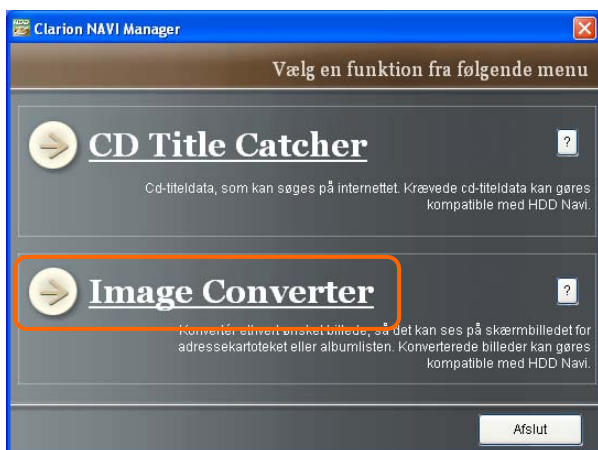 Clarion NAVI Manager
Vælg en funktion fra følgende menu
CD Title Catcher
?
Cd-titeldata, som kan søges på internettet. Krævede cd-titeldata kan gøres
kompatible med HDD Navi.
Image Converter
?
Konvertér ethvert ønsket billede, så det kan ses på skærmbilledet for
adressekartoteket eller albumlisten. Konverterede billeder kan gøres
kompatible med HDD Navi.
Afslut